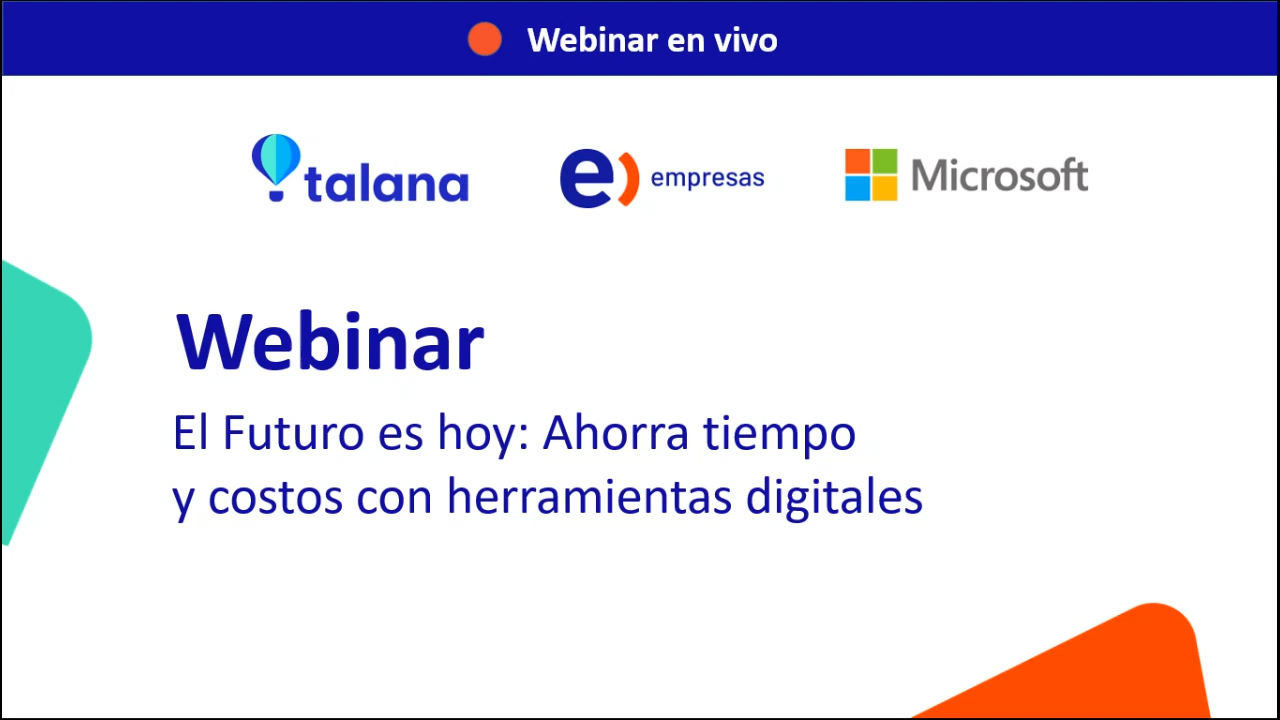 Webinar en vivo
talana
e) empresas
Microsoft
Webinar
El Futuro es hoy: Ahorra tiempo
y costos con herramientas digitales